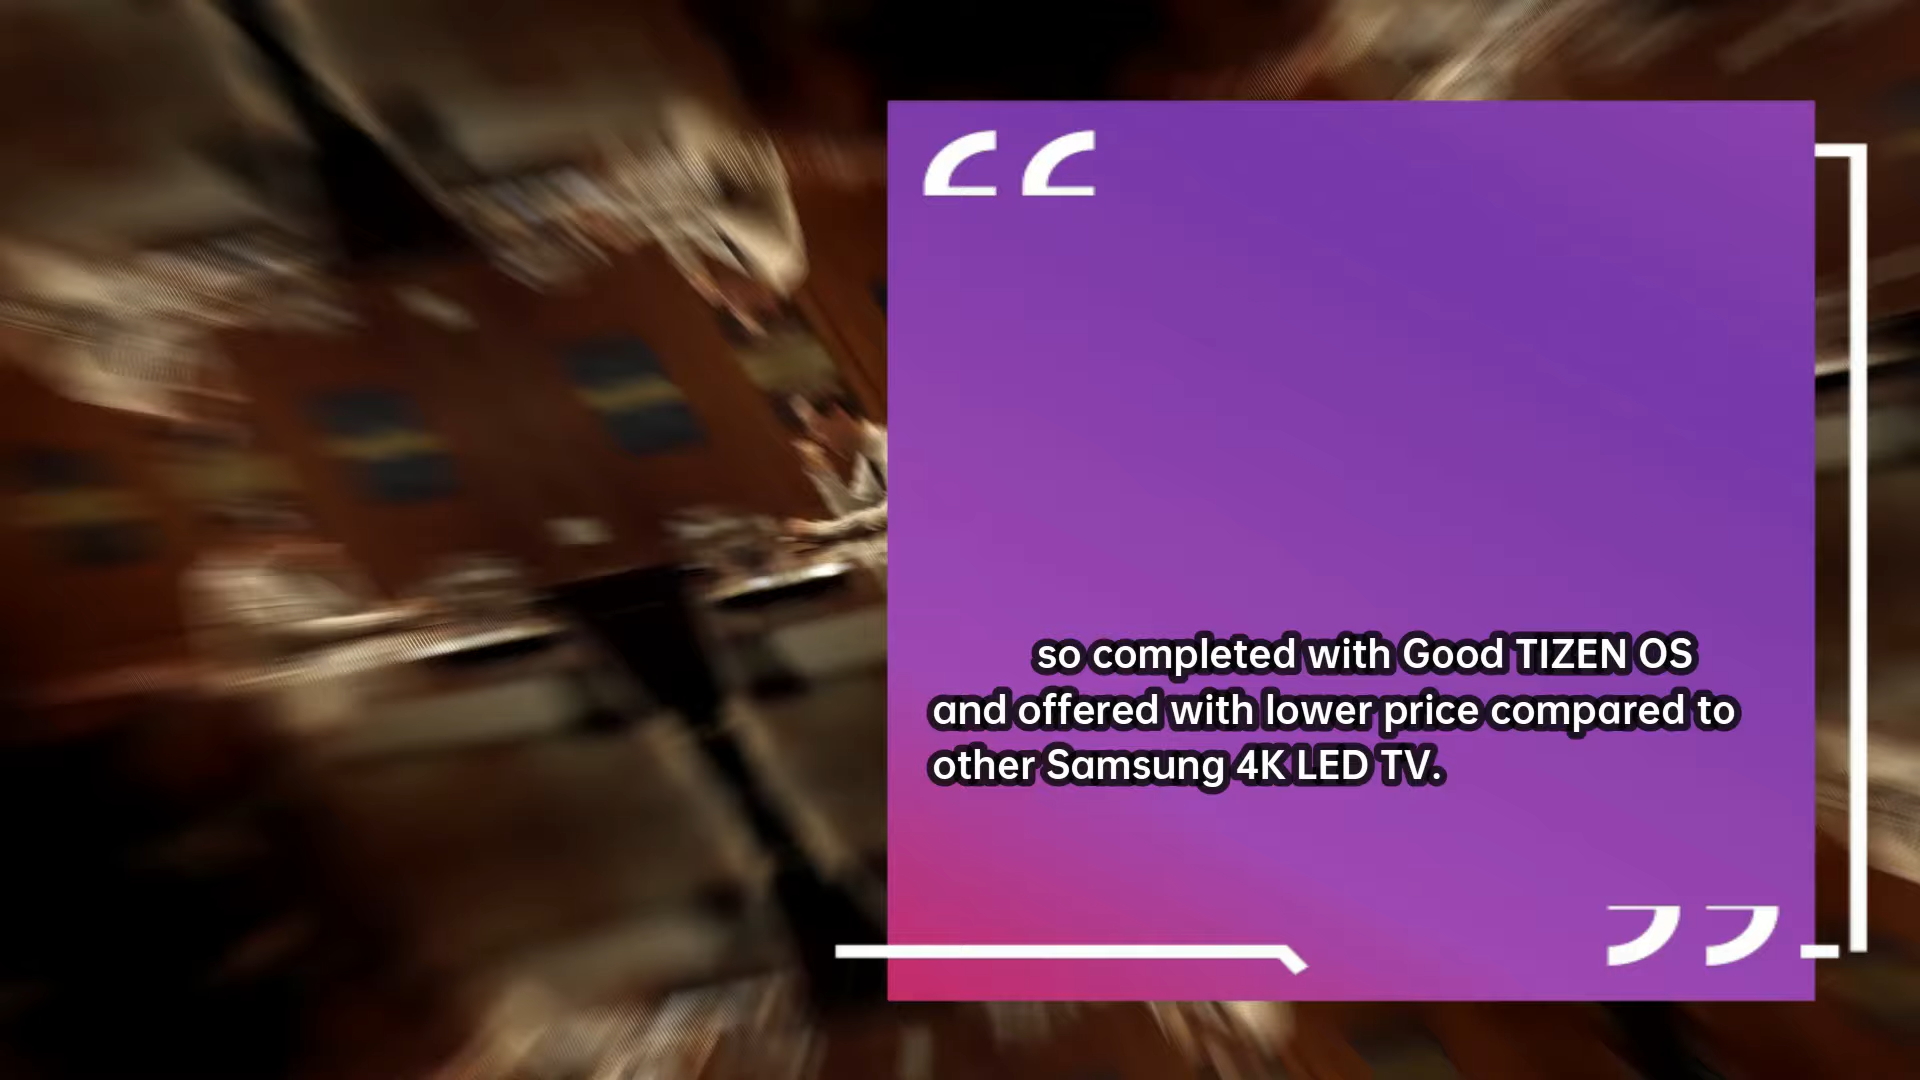 “
so completed with Good TIZEN OS
and offered with lower price compared to
other Samsung 4K LED TV.
”